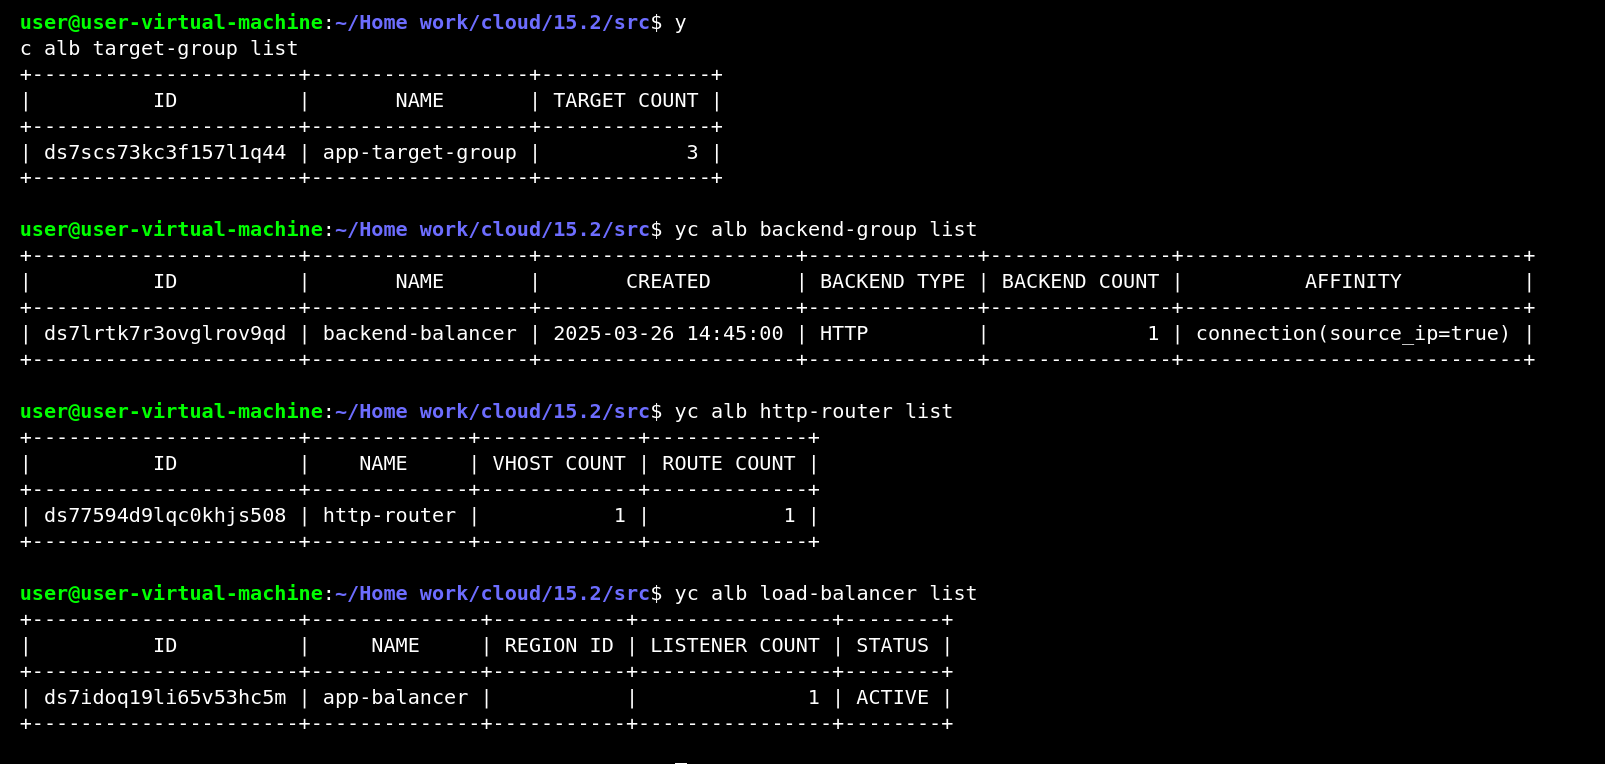 user@user-virtual-machine:~/Home work/cloud/15.2/src$ y
c alb target-group list
+----------------------+------------------+--------------+
|          ID          |       NAME       | TARGET COUNT |
+----------------------+------------------+--------------+
| ds7scs73kc3f157l1q44 | app-target-group |            3 |
+----------------------+------------------+--------------+
user@user-virtual-machine:~/Home work/cloud/15.2/src$ yc alb backend-group list
+----------------------+------------------+---------------------+--------------+---------------+----------------------------+
|          ID          |       NAME       |       CREATED       | BACKEND TYPE | BACKEND COUNT |          AFFINITY          |
+----------------------+------------------+---------------------+--------------+---------------+----------------------------+
| ds7lrtk7r3ovglrov9qd | backend-balancer | 2025-03-26 14:45:00 | HTTP         |             1 | connection(source_ip=true) |
+----------------------+------------------+---------------------+--------------+---------------+----------------------------+
user@user-virtual-machine:~/Home work/cloud/15.2/src$ yc alb http-router list
+----------------------+-------------+-------------+-------------+
|          ID          |    NAME     | VHOST COUNT | ROUTE COUNT |
+----------------------+-------------+-------------+-------------+
| ds77594d9lqc0khjs508 | http-router |           1 |           1 |
+----------------------+-------------+-------------+-------------+
user@user-virtual-machine:~/Home work/cloud/15.2/src$ yc alb load-balancer list
+----------------------+--------------+-----------+----------------+--------+
|          ID          |     NAME     | REGION ID | LISTENER COUNT | STATUS |
+----------------------+--------------+-----------+----------------+--------+
| ds7idoq19li65v53hc5m | app-balancer |           |              1 | ACTIVE |
+----------------------+--------------+-----------+----------------+--------+